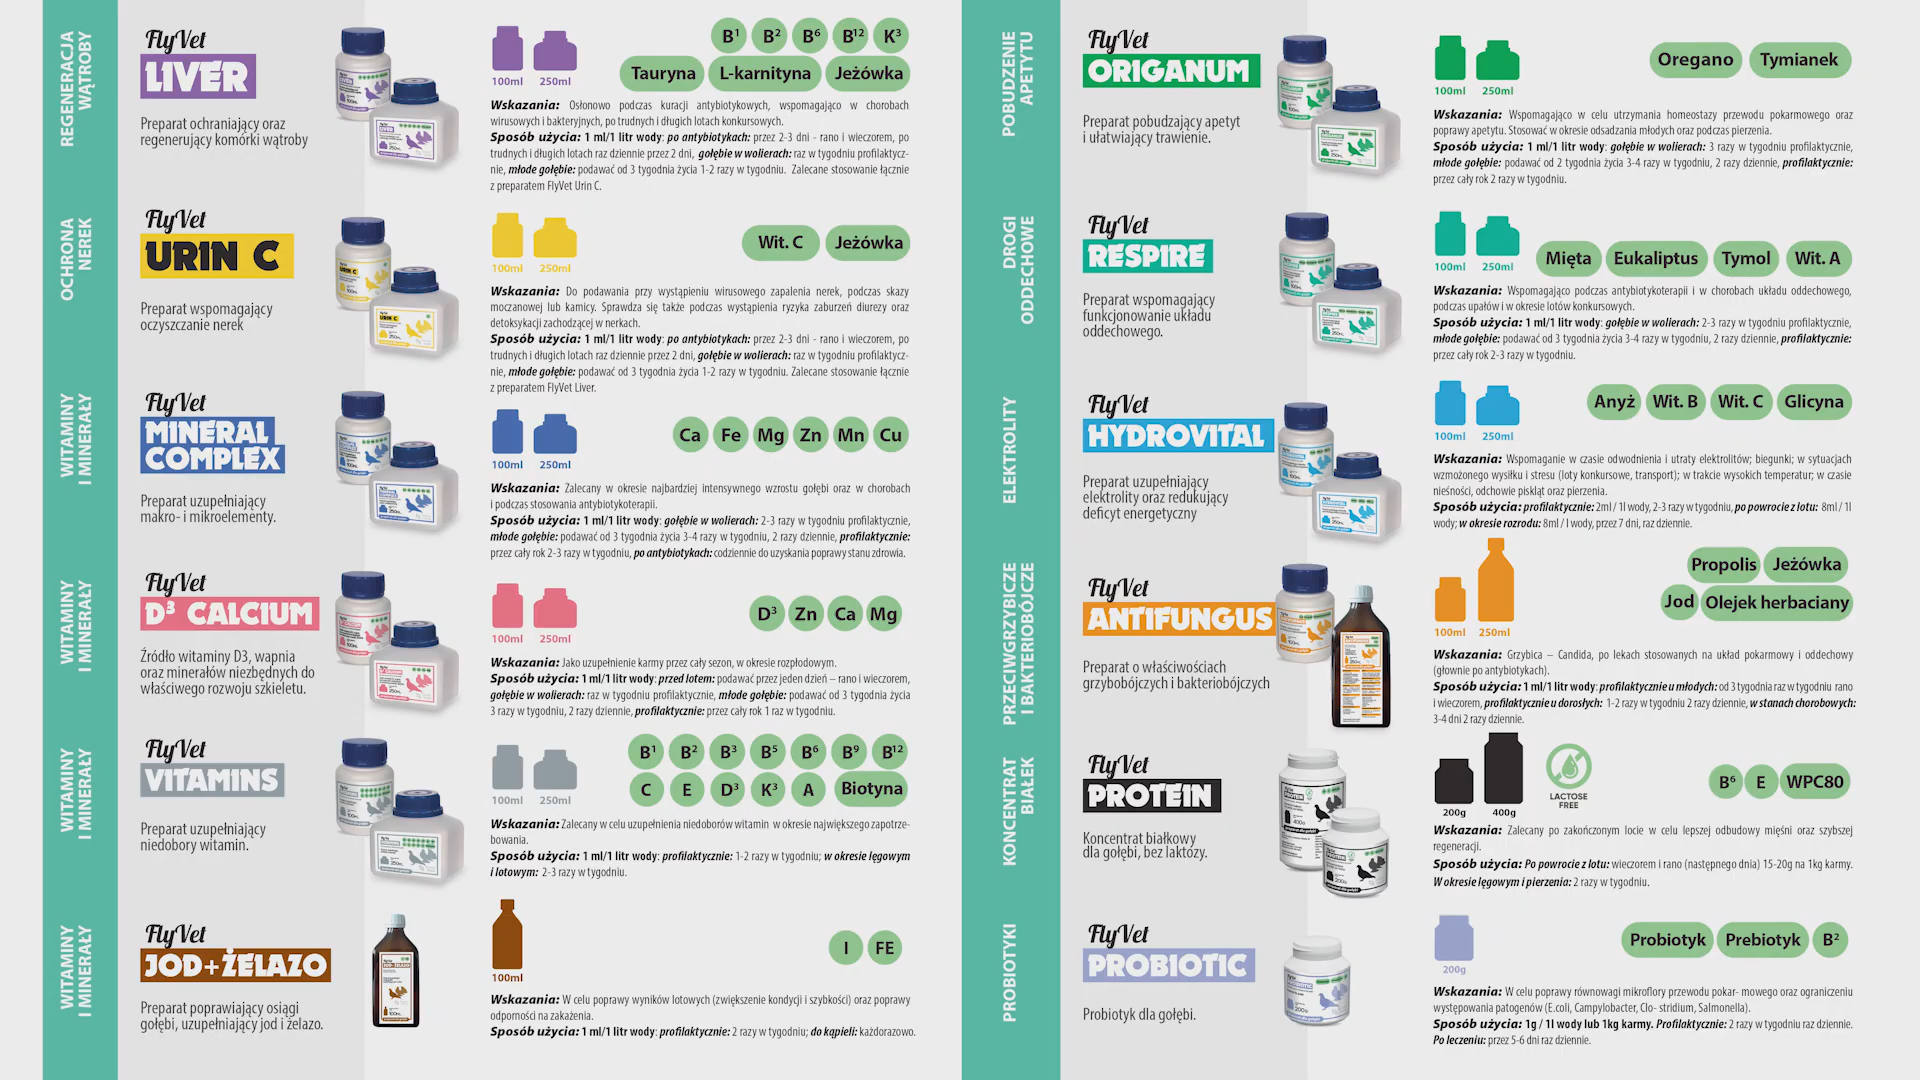 REGENERACJA
WĄTROBY
FlyVet
LIVER
Preparat ochraniający oraz
regenerujący komórki wątroby
100ml 250ml
B¹ B² B⁶ B¹² K³
Tauryna L-karnityna Jeżówka
Wskazania: Osłonowo podczas kuracji antybiotykowych, wspomagająco w chorobach
wirusowych i bakteryjnych, po trudnych i długich lotach konkursowych.
Sposób użycia: 1 ml/1 litr wody: po antybiotykach: przez 2-3 dni - rano i wieczorem, po
trudnych i długich lotach raz dziennie przez 2 dni, gołębie w wolierach: raz w tygodniu profilaktycz-
nie, młode gołębie: podawać od 3 tygodnia życia 1-2 razy w tygodniu. Zalecane stosowanie łącznie
z preparatem FlyVet Urin C.
OCHRONA
NEREK
FlyVet
URIN C
Preparat wspomagający
oczyszczanie nerek
100ml 250ml
Wit. C Jeżówka
Wskazania: Do podawania przy wystąpieniu wirusowego zapalenia nerek, podczas skazy
moczanowej lub kamicy. Sprawdza się także podczas wystąpienia ryzyka zaburzeń diurezy oraz
detoksykacji zachodzącej w nerkach.
Sposób użycia: 1 ml/1 litr wody: po antybiotykach: przez 2-3 dni - rano i wieczorem, po
trudnych i długich lotach raz dziennie przez 2 dni, gołębie w wolierach: raz w tygodniu profilaktycz-
nie, młode gołębie: podawać od 3 tygodnia życia 1-2 razy w tygodniu. Zalecane stosowanie łącznie
z preparatem FlyVet Liver.
WITAMINY
I MINERAŁY
FlyVet
MINERAL
COMPLEX
Preparat uzupełniający
makro- i mikroelementy.
100ml 250ml
Ca Fe Mg Zn Mn Cu
Wskazania: Zalecany w okresie najbardziej intensywnego wzrostu gołębi oraz w chorobach
i podczas stosowania antybiotykoterapii.
Sposób użycia: 1 ml/1 litr wody: gołębie w wolierach: 2-3 razy w tygodniu profilaktycznie,
młode gołębie: podawać od 3 tygodnia życia 3-4 razy w tygodniu, 2 razy dziennie, profilaktycznie:
przez cały rok 2-3 razy w tygodniu, po antybiotykach: codziennie do uzyskania poprawy stanu zdrowia.
WITAMINY
I MINERAŁY
FlyVet
D³ CALCIUM
Źródło witaminy D3, wapnia
oraz minerałów niezbędnych do
właściwego rozwoju szkieletu.
100ml 250ml
D³ Zn Ca Mg
Wskazania: Jako uzupełnienie karmy przez cały sezon, w okresie rozpłodowym.
Sposób użycia: 1 ml/1 litr wody: przed lotem: podawać przez jeden dzień – rano i wieczorem,
gołębie w wolierach: raz w tygodniu profilaktycznie, młode gołębie: podawać od 3 tygodnia życia
3 razy w tygodniu, 2 razy dziennie, profilaktycznie: przez cały rok 1 raz w tygodniu.
WITAMINY
I MINERAŁY
FlyVet
VITAMINS
Preparat uzupełniający
niedobory witamin.
100ml 250ml
B¹ B² B³ B⁵ B⁶ B⁹ B¹²
C E D³ K³ A Biotyna
Wskazania: Zalecany w celu uzupełnienia niedoborów witamin w okresie największego zapotrze-
bowania.
Sposób użycia: 1 ml/1 litr wody: profilaktycznie: 1-2 razy w tygodniu; w okresie lęgowym
i lotowym: 2-3 razy w tygodniu.
WITAMINY
I MINERAŁY
FlyVet
JOD+ŻELAZO
Preparat poprawiający osiągi
gołębi, uzupełniający jod i żelazo.
100ml
I FE
Wskazania: W celu poprawy wyników lotowych (zwiększenie kondycji i szybkości) oraz poprawy
odporności na zakażenia.
Sposób użycia: 1 ml/1 litr wody: profilaktycznie: 2 razy w tygodniu; do kąpieli: każdorazowo.
POBUDZENIE
APETYTU
FlyVet
ORIGANUM
Preparat pobudzający apetyt
i ułatwiający trawienie.
100ml 250ml
Oregano Tymianek
Wskazania: Wspomagająco w celu utrzymania homeostazy przewodu pokarmowego oraz
poprawy apetytu. Stosować w okresie odsadzania młodych oraz podczas pierzenia.
Sposób użycia: 1 ml/1 litr wody: gołębie w wolierach: 3 razy w tygodniu profilaktycznie,
młode gołębie: podawać od 2 tygodnia życia 3-4 razy w tygodniu, 2 razy dziennie, profilaktycznie:
przez cały rok 2 razy w tygodniu.
DROGI
ODDECHOWE
FlyVet
RESPIRE
Preparat wspomagający
funkcjonowanie układu
oddechowego.
100ml 250ml
Mięta Eukaliptus Tymol Wit. A
Wskazania: Wspomagająco podczas antybiotykoterapii i w chorobach układu oddechowego,
podczas upałów i w okresie lotów konkursowych.
Sposób użycia: 1 ml/1 litr wody: gołębie w wolierach: 2-3 razy w tygodniu profilaktycznie,
młode gołębie: podawać od 3 tygodnia życia 3-4 razy w tygodniu, 2 razy dziennie, profilaktycznie:
przez cały rok 2-3 razy w tygodniu.
ELEKTROLITY
FlyVet
HYDROVITAL
Preparat uzupełniający
elektrolity oraz redukujący
deficyt energetyczny
100ml 250ml
Anyż Wit. B Wit. C Glicyna
Wskazania: Wspomaganie w czasie odwodnienia i utraty elektrolitów; biegunki; w sytuacjach
wzmożonego wysiłku i stresu (loty konkursowe, transport); w trakcie wysokich temperatur; w czasie
nieśności, odchowie piskląt oraz pierzenia.
Sposób użycia: profilaktycznie: 2ml / 1l wody, 2-3 razy w tygodniu, po powrocie z lotu: 8ml / 1l
wody; w okresie rozrodu: 8ml / l wody, przez 7 dni, raz dziennie.
PRZECIWGRZYBICZE
I BAKTERIOBÓJCZE
FlyVet
ANTIFUNGUS
Preparat o właściwościach
grzybobójczych i bakteriobójczych
100ml 250ml
Propolis Jeżówka
Jod Olejek herbaciany
Wskazania: Grzybica – Candida, po lekach stosowanych na układ pokarmowy i oddechowy
(głownie po antybiotykach).
Sposób użycia: 1 ml/1 litr wody: profilaktycznie u młodych: od 3 tygodnia raz w tygodniu rano
i wieczorem, profilaktycznie u dorosłych: 1-2 razy w tygodniu 2 razy dziennie, w stanach chorobowych:
3-4 dni 2 razy dziennie.
KONCENTRAT
BIAŁEK
FlyVet
PROTEIN
Koncentrat białkowy
dla gołębi, bez laktozy.
200g 400g
LACTOSE
FREE
B⁶ E WPC80
Wskazania: Zalecany po zakończonym locie w celu lepszej odbudowy mięśni oraz szybszej
regeneracji.
Sposób użycia: Po powrocie z lotu: wieczorem i rano (następnego dnia) 15-20g na 1kg karmy.
W okresie lęgowym i pierzenia: 2 razy w tygodniu.
PROBIOTYKI
FlyVet
PROBIOTIC
Probiotyk dla gołębi.
200g
Probiotyk Prebiotyk B²
Wskazania: W celu poprawy równowagi mikroflory przewodu pokar- mowego oraz ograniczeniu
występowania patogenów (E.coli, Campylobacter, Clo- stridium, Salmonella).
Sposób użycia: 1g / 1l wody lub 1kg karmy. Profilaktycznie: 2 razy w tygodniu raz dziennie.
Po leczeniu: przez 5-6 dni raz dziennie.